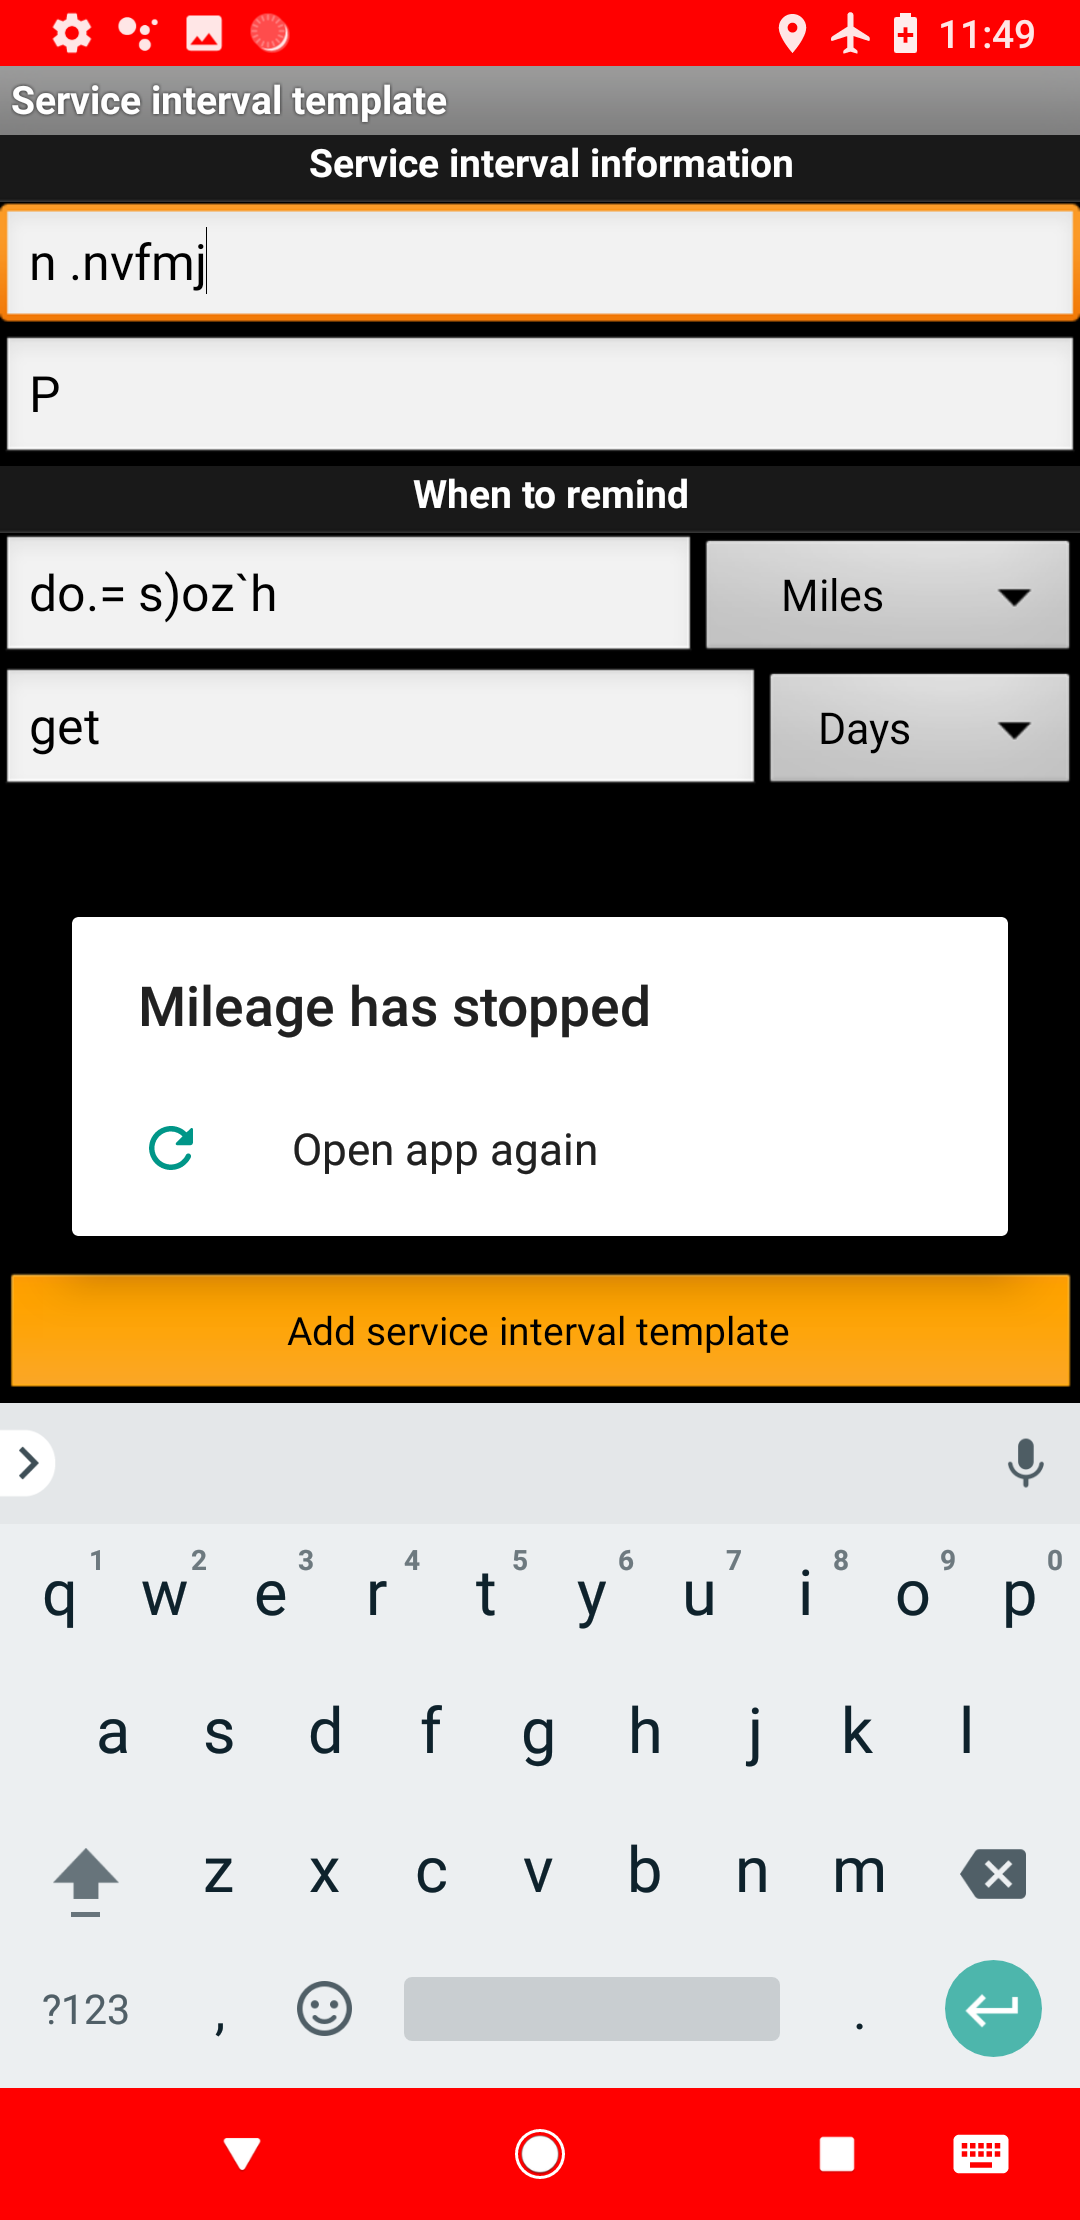 11:49
Service interval template
Service interval information
n .nvfmj
P
When to remind
do.= s)oz`h
Miles
get
Days
Mileage has stopped
Open app again
Add service interval template
1 2 3 4 5 6 7 8 9 0
q w e r t y u i o p
a s d f g h j k l
z x c v b n m
?123 , .